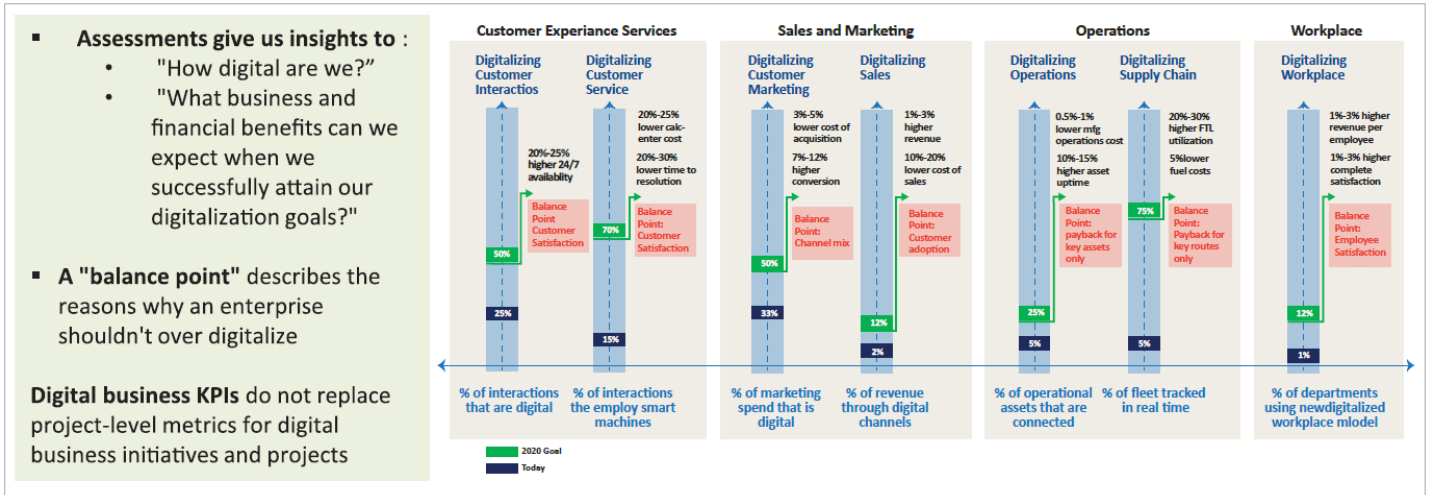 ▪ Assessments give us insights to :
• "How digital are we?”
• "What business and
financial benefits can we
expect when we
successfully attain our
digitalization goals?"
▪ A "balance point" describes the
reasons why an enterprise
shouldn't over digitalize
Digital business KPIs do not replace
project-level metrics for digital
business initiatives and projects
Customer Experiance Services
Digitalizing
Customer
Interactios
20%-25%
higher 24/7
availablity
Balance
Point
Customer
Satisfaction
50%
25%
% of interactions
that are digital
Digitalizing
Customer
Service
20%-25%
lower calc-
enter cost
20%-30%
lower time to
resolution
Balance
Point:
Customer
Satisfaction
70%
15%
% of interactions
the employ smart
machines
Sales and Marketing
Digitalizing
Customer
Marketing
3%-5%
lower cost of
acquisition
7%-12%
higher
conversion
Balance
Point:
Channel mix
50%
33%
% of marketing
spend that is
digital
Digitalizing
Sales
1%-3%
higher
revenue
10%-20%
lower cost of
sales
Balance
Point:
Customer
adoption
12%
2%
% of revenue
through digital
channels
Operations
Digitalizing
Operations
0.5%-1%
lower mfg
operations cost
10%-15%
higher asset
uptime
Balance
Point:
payback for
key assets
only
25%
5%
% of operational
assets that are
connected
Digitalizing
Supply Chain
20%-30%
higher FTL
utilization
5%lower
fuel costs
75%
Balance
Point:
Payback for
key routes
only
5%
% of fleet tracked
in real time
Workplace
Digitalizing
Workplace
1%-3% higher
revenue per
employee
1%-3% higher
complete
satisfaction
Balance
Point:
Employee
Satisfaction
12%
1%
% of departments
using newdigitalized
workplace mlodel
2020 Goal
Today